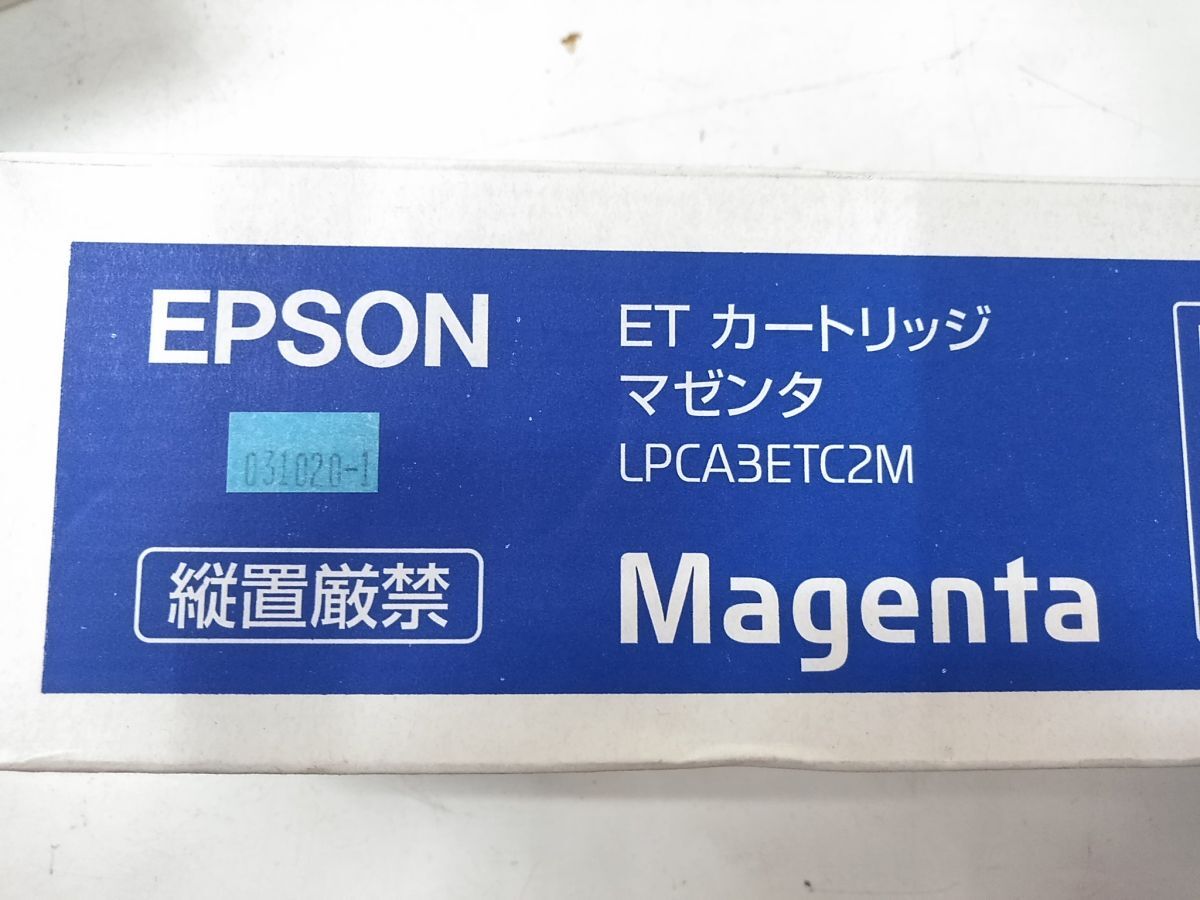 EPSON
031020-1
縦置厳禁
ET カートリッジ
マゼンタ
LPCA3ETC2M
Magenta